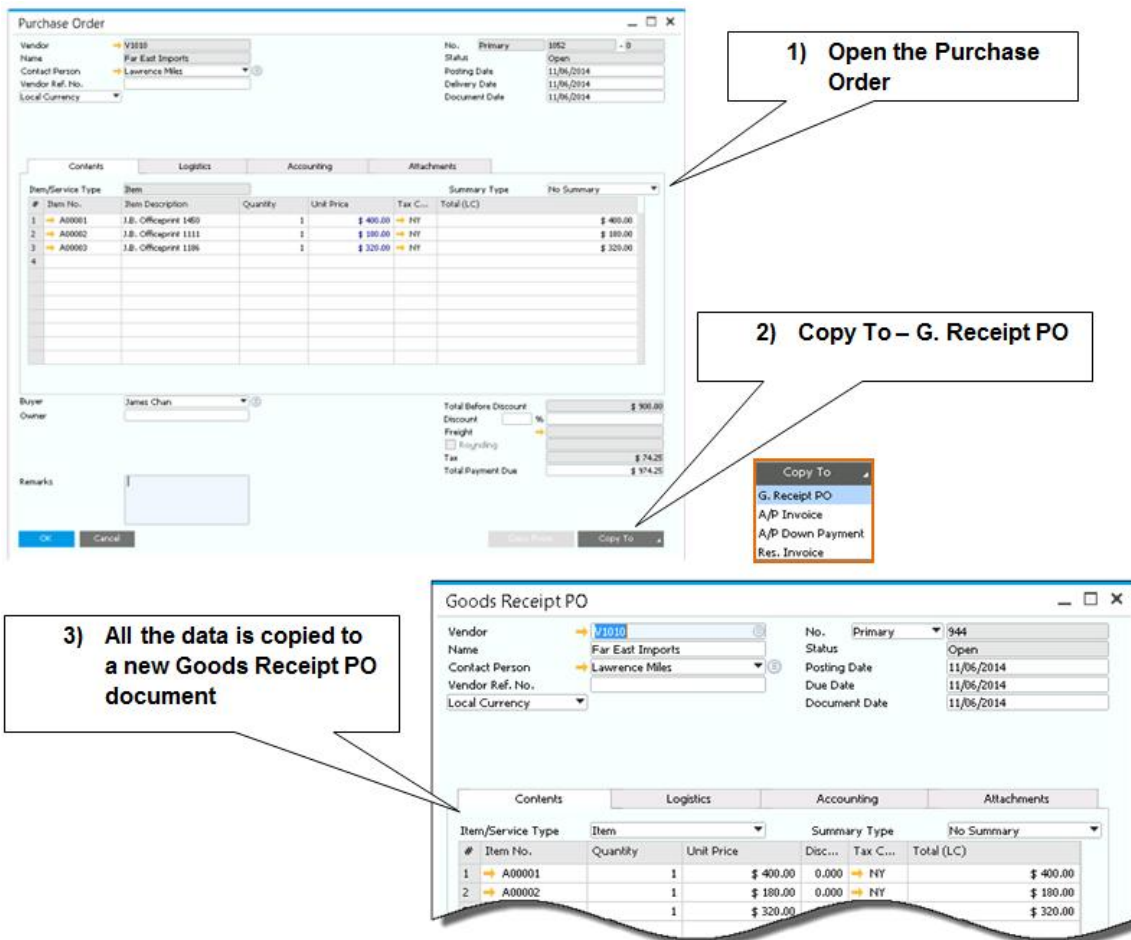 Purchase Order
Vendor V1010 No. Primary 1052 - 0
Name Far East Imports Status Open
Contact Person Lawrence Miles Posting Date 11/06/2014
Vendor Ref. No. Delivery Date 11/06/2014
Local Currency Document Date 11/06/2014
1) Open the Purchase
Order
Contents Logistics Accounting Attachments
Item/Service Type Item Summary Type No Summary
# Item No. Item Description Quantity Unit Price Tax C... Total (LC)
1 A00001 J.B. Officeprint 1450 1 $ 400.00 NY $ 400.00
2 A00002 J.B. Officeprint 1111 1 $ 180.00 NY $ 180.00
3 A00003 J.B. Officeprint 1186 1 $ 320.00 NY $ 320.00
4
2) Copy To – G. Receipt PO
Buyer James Chan Total Before Discount $ 900.00
Owner Discount %
Freight
Rounding
Tax $ 74.25
Remarks Total Payment Due $ 974.25
OK Cancel Copy To
Copy To
G. Receipt PO
A/P Invoice
A/P Down Payment
Res. Invoice
3) All the data is copied to
a new Goods Receipt PO
document
Goods Receipt PO
Vendor V1010 No. Primary 944
Name Far East Imports Status Open
Contact Person Lawrence Miles Posting Date 11/06/2014
Vendor Ref. No. Due Date 11/06/2014
Local Currency Document Date 11/06/2014
Contents Logistics Accounting Attachments
Item/Service Type Item Summary Type No Summary
# Item No. Quantity Unit Price Disc... Tax C... Total (LC)
1 A00001 1 $ 400.00 0.000 NY $ 400.00
2 A00002 1 $ 180.00 0.000 NY $ 180.00
1 $ 320.00 $ 320.00